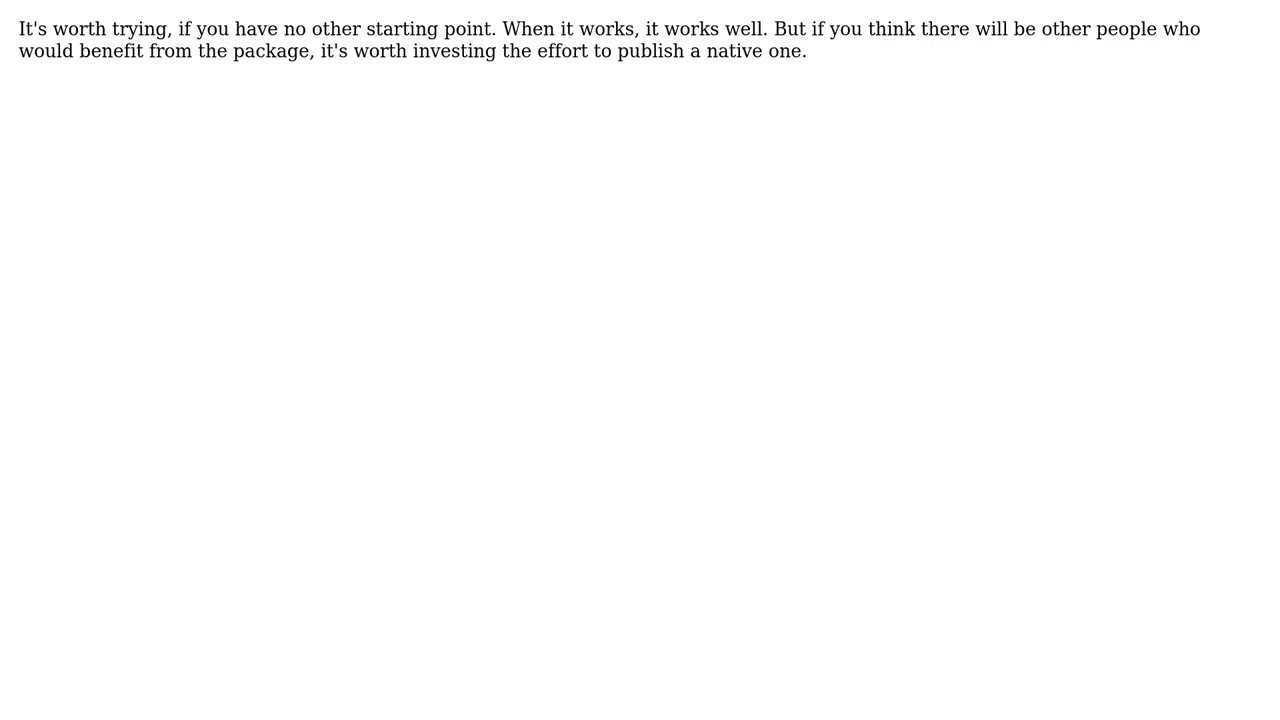 It's worth trying, if you have no other starting point. When it works, it works well. But if you think there will be other people who
would benefit from the package, it's worth investing the effort to publish a native one.